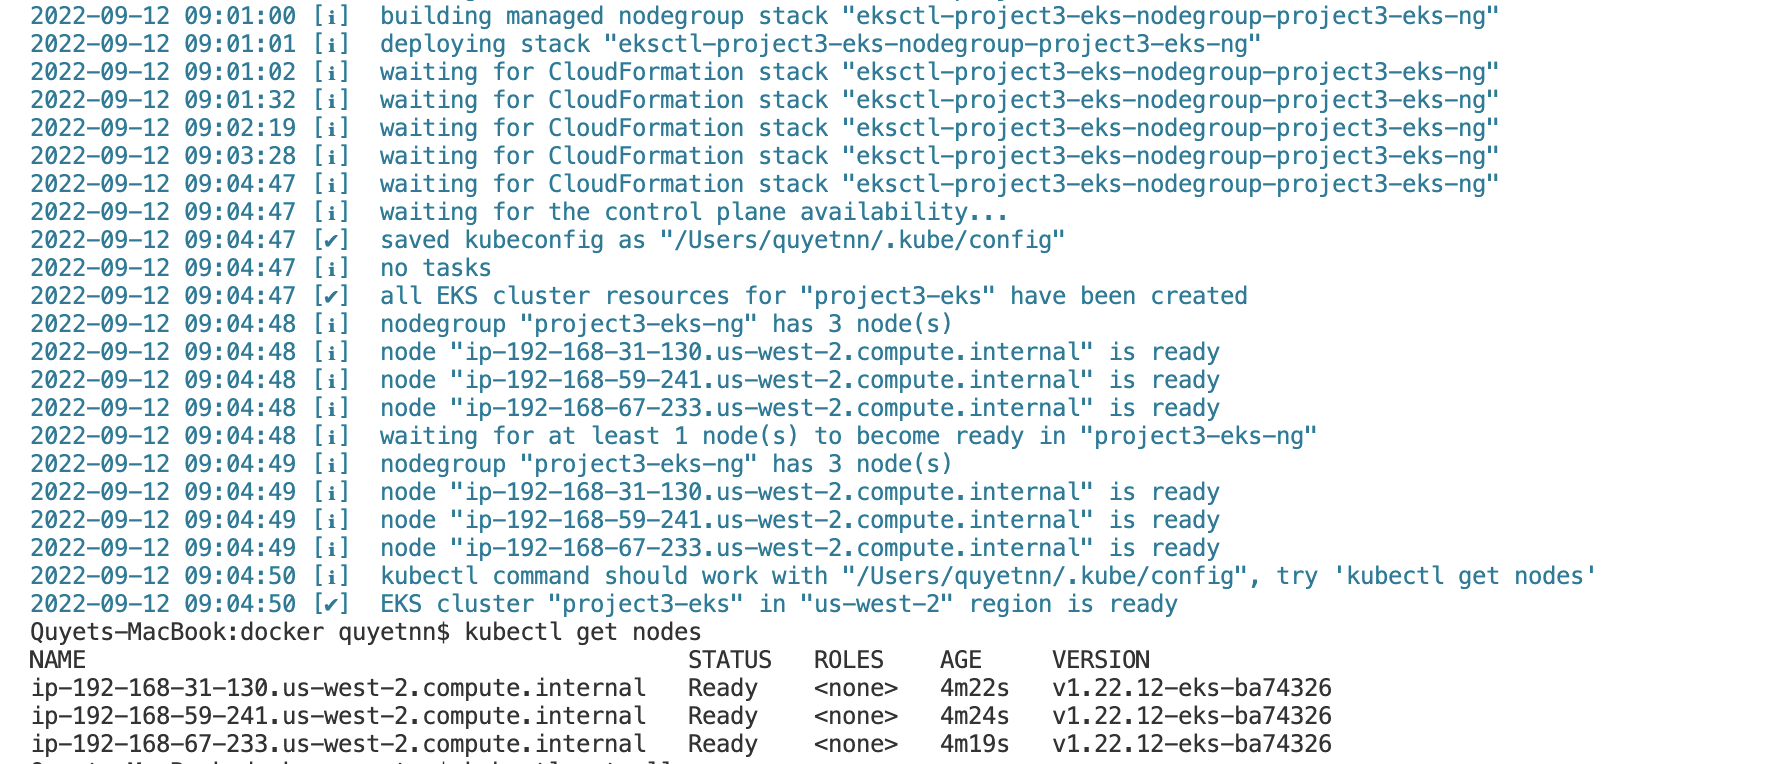 2022-09-12 09:01:00 [ℹ]  building managed nodegroup stack "eksctl-project3-eks-nodegroup-project3-eks-ng"
2022-09-12 09:01:01 [ℹ]  deploying stack "eksctl-project3-eks-nodegroup-project3-eks-ng"
2022-09-12 09:01:02 [ℹ]  waiting for CloudFormation stack "eksctl-project3-eks-nodegroup-project3-eks-ng"
2022-09-12 09:01:32 [ℹ]  waiting for CloudFormation stack "eksctl-project3-eks-nodegroup-project3-eks-ng"
2022-09-12 09:02:19 [ℹ]  waiting for CloudFormation stack "eksctl-project3-eks-nodegroup-project3-eks-ng"
2022-09-12 09:03:28 [ℹ]  waiting for CloudFormation stack "eksctl-project3-eks-nodegroup-project3-eks-ng"
2022-09-12 09:04:47 [ℹ]  waiting for CloudFormation stack "eksctl-project3-eks-nodegroup-project3-eks-ng"
2022-09-12 09:04:47 [ℹ]  waiting for the control plane availability...
2022-09-12 09:04:47 [✔]  saved kubeconfig as "/Users/quyetnn/.kube/config"
2022-09-12 09:04:47 [ℹ]  no tasks
2022-09-12 09:04:47 [✔]  all EKS cluster resources for "project3-eks" have been created
2022-09-12 09:04:48 [ℹ]  nodegroup "project3-eks-ng" has 3 node(s)
2022-09-12 09:04:48 [ℹ]  node "ip-192-168-31-130.us-west-2.compute.internal" is ready
2022-09-12 09:04:48 [ℹ]  node "ip-192-168-59-241.us-west-2.compute.internal" is ready
2022-09-12 09:04:48 [ℹ]  node "ip-192-168-67-233.us-west-2.compute.internal" is ready
2022-09-12 09:04:48 [ℹ]  waiting for at least 1 node(s) to become ready in "project3-eks-ng"
2022-09-12 09:04:49 [ℹ]  nodegroup "project3-eks-ng" has 3 node(s)
2022-09-12 09:04:49 [ℹ]  node "ip-192-168-31-130.us-west-2.compute.internal" is ready
2022-09-12 09:04:49 [ℹ]  node "ip-192-168-59-241.us-west-2.compute.internal" is ready
2022-09-12 09:04:49 [ℹ]  node "ip-192-168-67-233.us-west-2.compute.internal" is ready
2022-09-12 09:04:50 [ℹ]  kubectl command should work with "/Users/quyetnn/.kube/config", try 'kubectl get nodes'
2022-09-12 09:04:50 [✔]  EKS cluster "project3-eks" in "us-west-2" region is ready
Quyets-MacBook:docker quyetnn$ kubectl get nodes
NAME                                           STATUS   ROLES    AGE     VERSION
ip-192-168-31-130.us-west-2.compute.internal   Ready    <none>   4m22s   v1.22.12-eks-ba74326
ip-192-168-59-241.us-west-2.compute.internal   Ready    <none>   4m24s   v1.22.12-eks-ba74326
ip-192-168-67-233.us-west-2.compute.internal   Ready    <none>   4m19s   v1.22.12-eks-ba74326